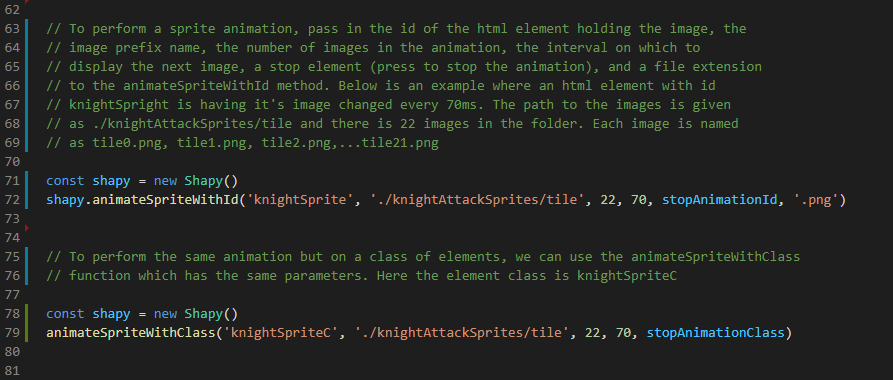 62
63 // To perform a sprite animation, pass in the id of the html element holding the image, the
64 // image prefix name, the number of images in the animation, the interval on which to
65 // display the next image, a stop element (press to stop the animation), and a file extension
66 // to the animateSpriteWithId method. Below is an example where an html element with id
67 // knightSpright is having it's image changed every 70ms. The path to the images is given
68 // as ./knightAttackSprites/tile and there is 22 images in the folder. Each image is named
69 // as tile0.png, tile1.png, tile2.png,...tile21.png
70
71 const shapy = new Shapy()
72 shapy.animateSpriteWithId('knightSprite', './knightAttackSprites/tile', 22, 70, stopAnimationId, '.png')
73
74
75 // To perform the same animation but on a class of elements, we can use the animateSpriteWithClass
76 // function which has the same parameters. Here the element class is knightSpriteC
77
78 const shapy = new Shapy()
79 animateSpriteWithClass('knightSpriteC', './knightAttackSprites/tile', 22, 70, stopAnimationClass)
80
81